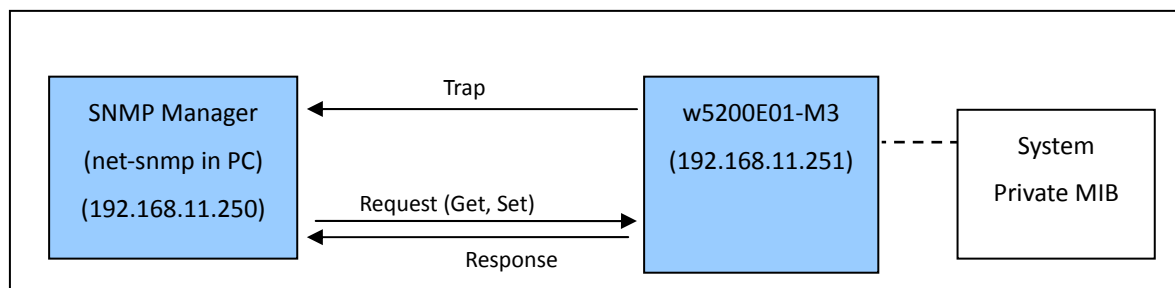 SNMP Manager
(net-snmp in PC)
(192.168.11.250)
Trap
Request (Get, Set)
Response
w5200E01-M3
(192.168.11.251)
System
Private MIB